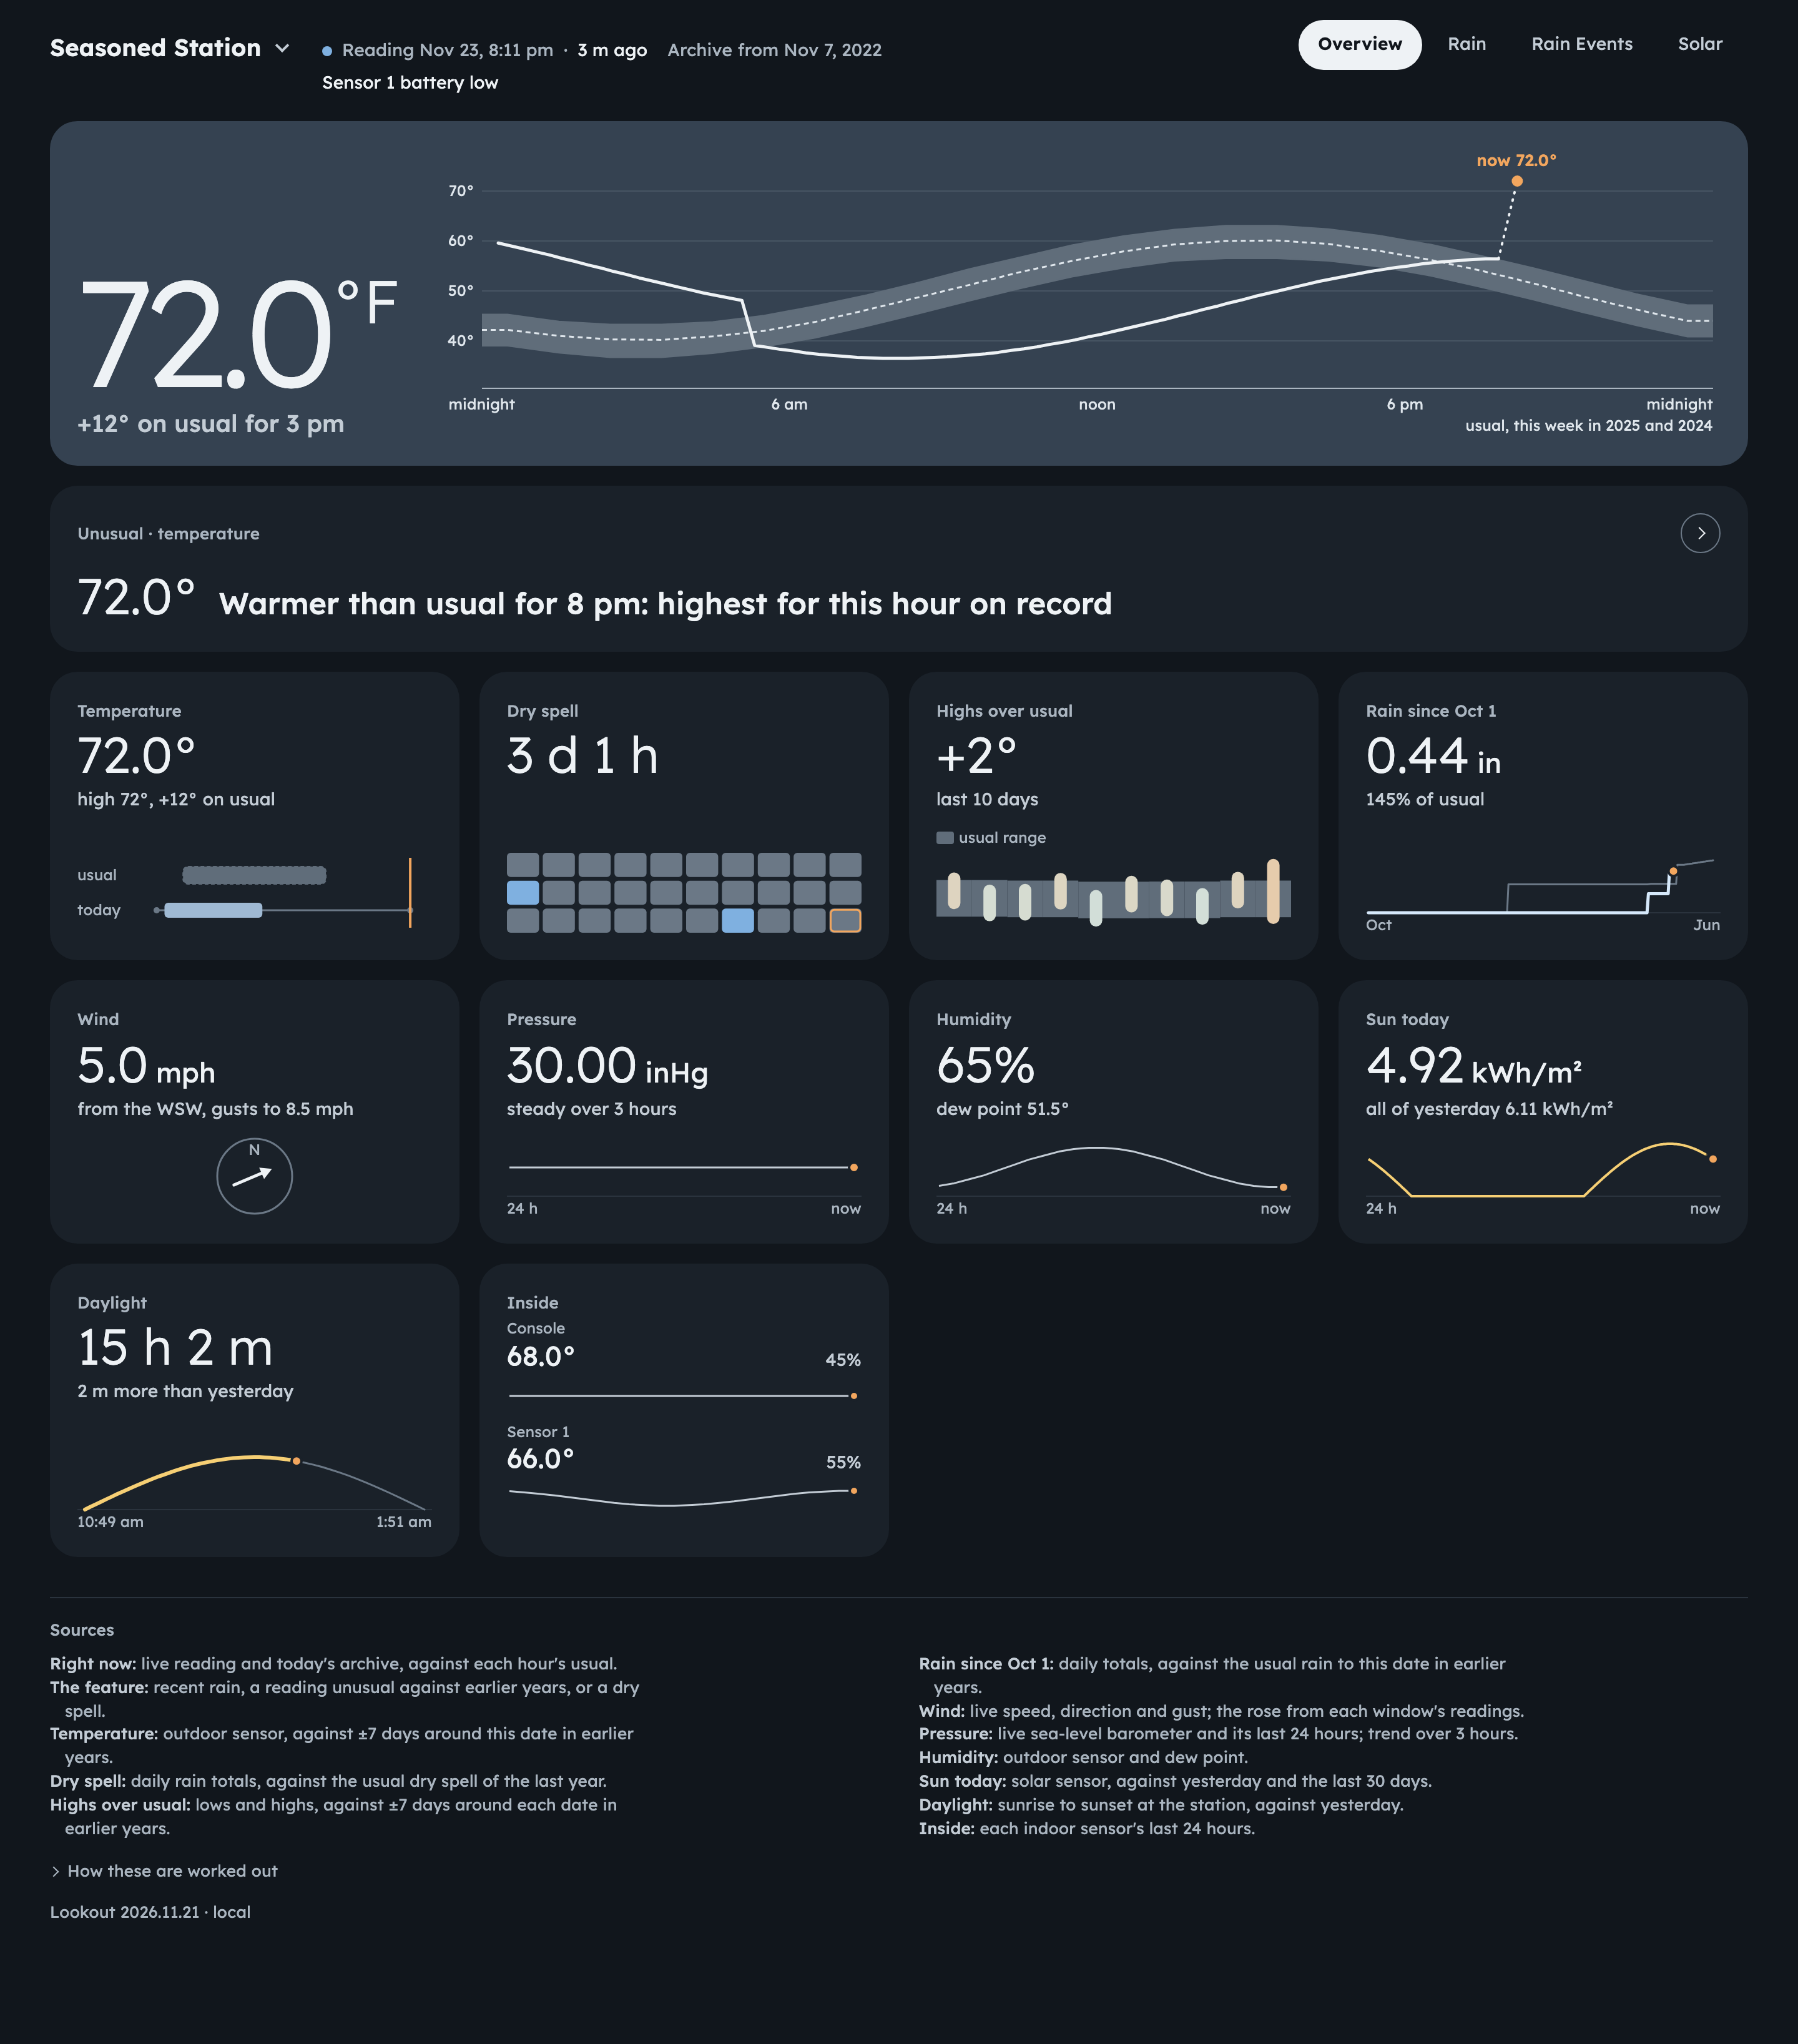 Seasoned Station
Reading Nov 23, 8:11 pm · 3 m ago Archive from Nov 7, 2022
Sensor 1 battery low
Overview Rain Rain Events Solar
72.0°F
+12° on usual for 3 pm
now 72.0°
70°
60°
50°
40°
midnight 6 am noon 6 pm midnight
usual, this week in 2025 and 2024
Unusual · temperature
72.0° Warmer than usual for 8 pm: highest for this hour on record
Temperature
72.0°
high 72°, +12° on usual
usual
today
Dry spell
3 d 1 h
Highs over usual
+2°
last 10 days
usual range
Rain since Oct 1
0.44 in
145% of usual
Oct Jun
Wind
5.0 mph
from the WSW, gusts to 8.5 mph
N
Pressure
30.00 inHg
steady over 3 hours
24 h now
Humidity
65%
dew point 51.5°
24 h now
Sun today
4.92 kWh/m²
all of yesterday 6.11 kWh/m²
24 h now
Daylight
15 h 2 m
2 m more than yesterday
10:49 am 1:51 am
Inside
Console
68.0° 45%
Sensor 1
66.0° 55%
Sources
Right now: live reading and today's archive, against each hour's usual.
The feature: recent rain, a reading unusual against earlier years, or a dry
spell.
Temperature: outdoor sensor, against ±7 days around this date in earlier
years.
Dry spell: daily rain totals, against the usual dry spell of the last year.
Highs over usual: lows and highs, against ±7 days around each date in
earlier years.
Rain since Oct 1: daily totals, against the usual rain to this date in earlier
years.
Wind: live speed, direction and gust; the rose from each window's readings.
Pressure: live sea-level barometer and its last 24 hours; trend over 3 hours.
Humidity: outdoor sensor and dew point.
Sun today: solar sensor, against yesterday and the last 30 days.
Daylight: sunrise to sunset at the station, against yesterday.
Inside: each indoor sensor's last 24 hours.
How these are worked out
Lookout 2026.11.21 · local